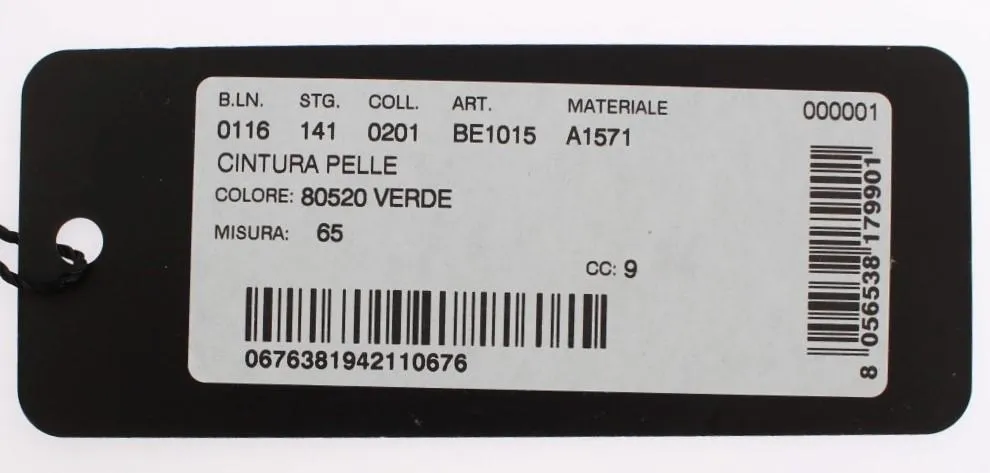 B.LN. STG. COLL. ART. MATERIALE 000001
0116 141 0201 BE1015 A1571
CINTURA PELLE
COLORE: 80520 VERDE
MISURA: 65
CC: 9
0676381942110676
8 056538 179901